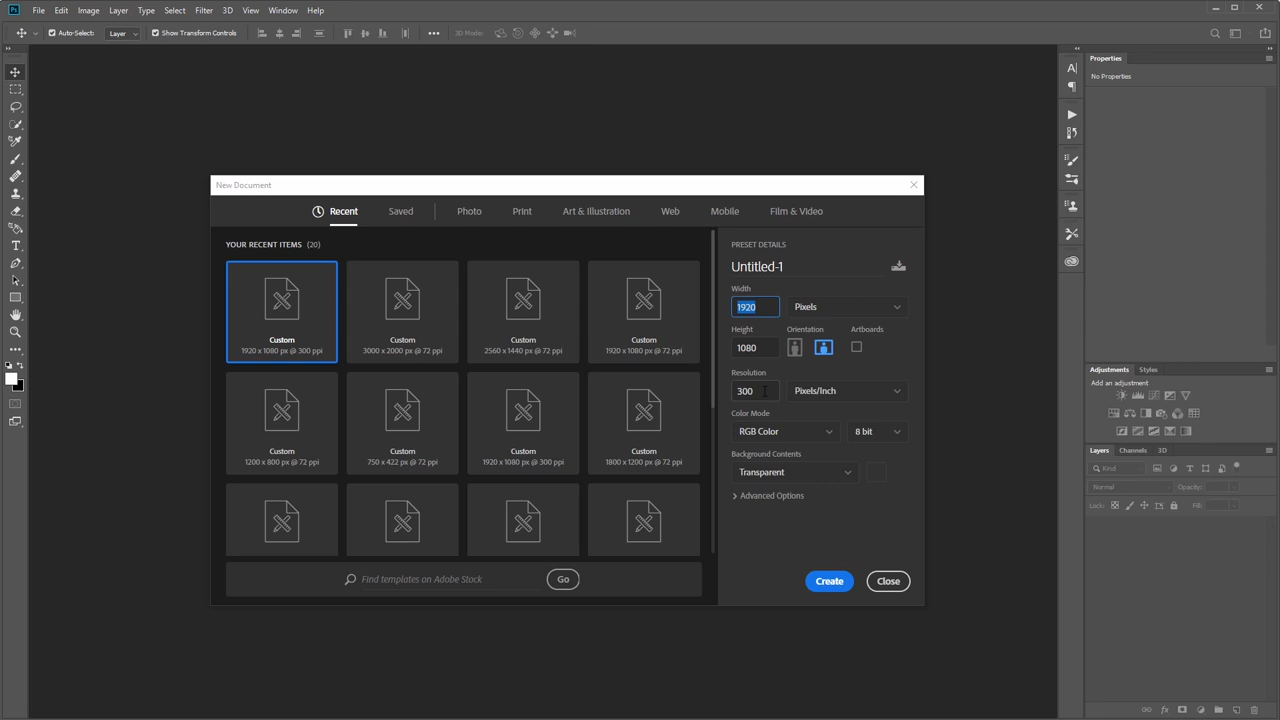 Ps File Edit Image Layer Type Select Filter 3D View Window Help
Auto-Select: Layer Show Transform Controls 3D Mode:
Properties
No Properties
New Document
Recent Saved Photo Print Art & Illustration Web Mobile Film & Video
YOUR RECENT ITEMS (20)
Custom
1920 x 1080 px @ 300 ppi
Custom
3000 x 2000 px @ 72 ppi
Custom
2560 x 1440 px @ 72 ppi
Custom
1920 x 1080 px @ 72 ppi
Custom
1200 x 800 px @ 72 ppi
Custom
750 x 422 px @ 72 ppi
Custom
1920 x 1080 px @ 300 ppi
Custom
1800 x 1200 px @ 72 ppi
Find templates on Adobe Stock Go
PRESET DETAILS
Untitled-1
Width
1920 Pixels
Height Orientation Artboards
1080
Resolution
300 Pixels/Inch
Color Mode
RGB Color 8 bit
Background Contents
Transparent
Advanced Options
Create Close
Adjustments Styles
Add an adjustment
Layers Channels 3D
Kind
Normal Opacity:
Lock: Fill:
fx